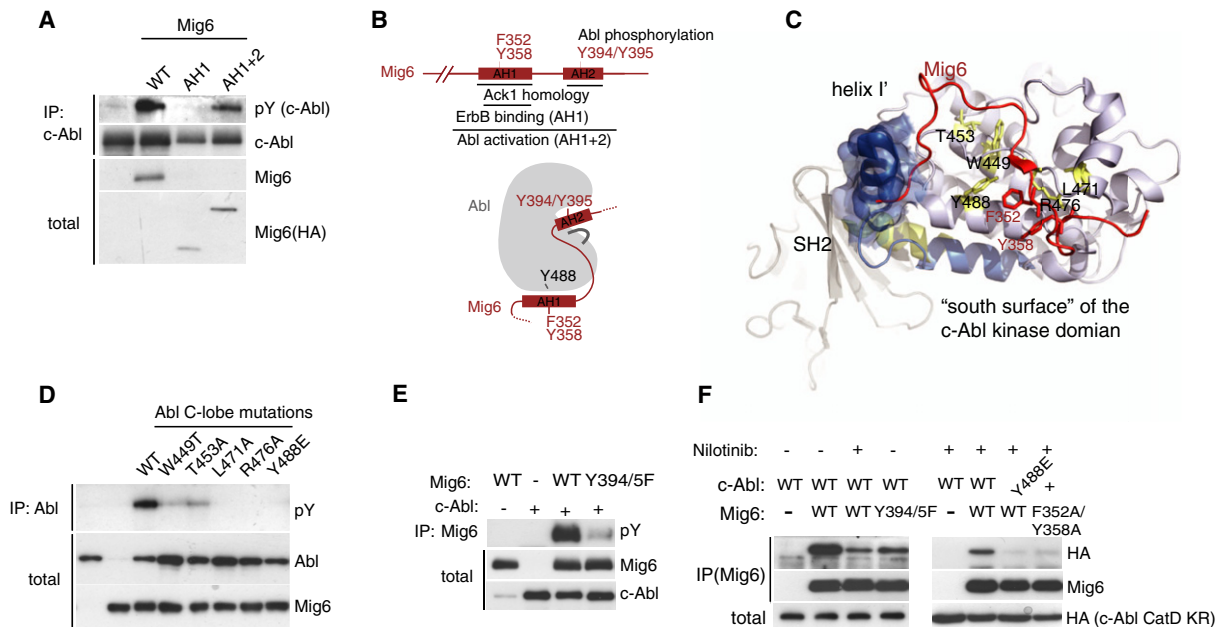 A
Mig6
WT
AH1
AH1+2
IP:
c-Abl
pY (c-Abl)
c-Abl
Mig6
total
Mig6(HA)
B
F352
Y358
Abl phosphorylation
Y394/Y395
Mig6
AH1
AH2
Ack1 homology
ErbB binding (AH1)
Abl activation (AH1+2)
Abl
Y394/Y395
AH2
Y488
Mig6
AH1
F352
Y358
C
Mig6
helix I'
T453
W449
L471
Y488
R476
F352
Y358
SH2
“south surface” of the
c-Abl kinase domian
D
Abl C-lobe mutations
WT
W449T
T453A
L471A
R476A
Y488E
IP: Abl
pY
Abl
total
Mig6
E
Mig6: WT - WT Y394/5F
c-Abl: - + + +
IP: Mig6
pY
Mig6
total
c-Abl
F
Nilotinib: - - + - + + + +
c-Abl: WT WT WT WT WT WT Y488E +
Mig6: - WT WT Y394/5F - WT WT F352A/
Y358A
HA
IP(Mig6)
Mig6
total
HA (c-Abl CatD KR)